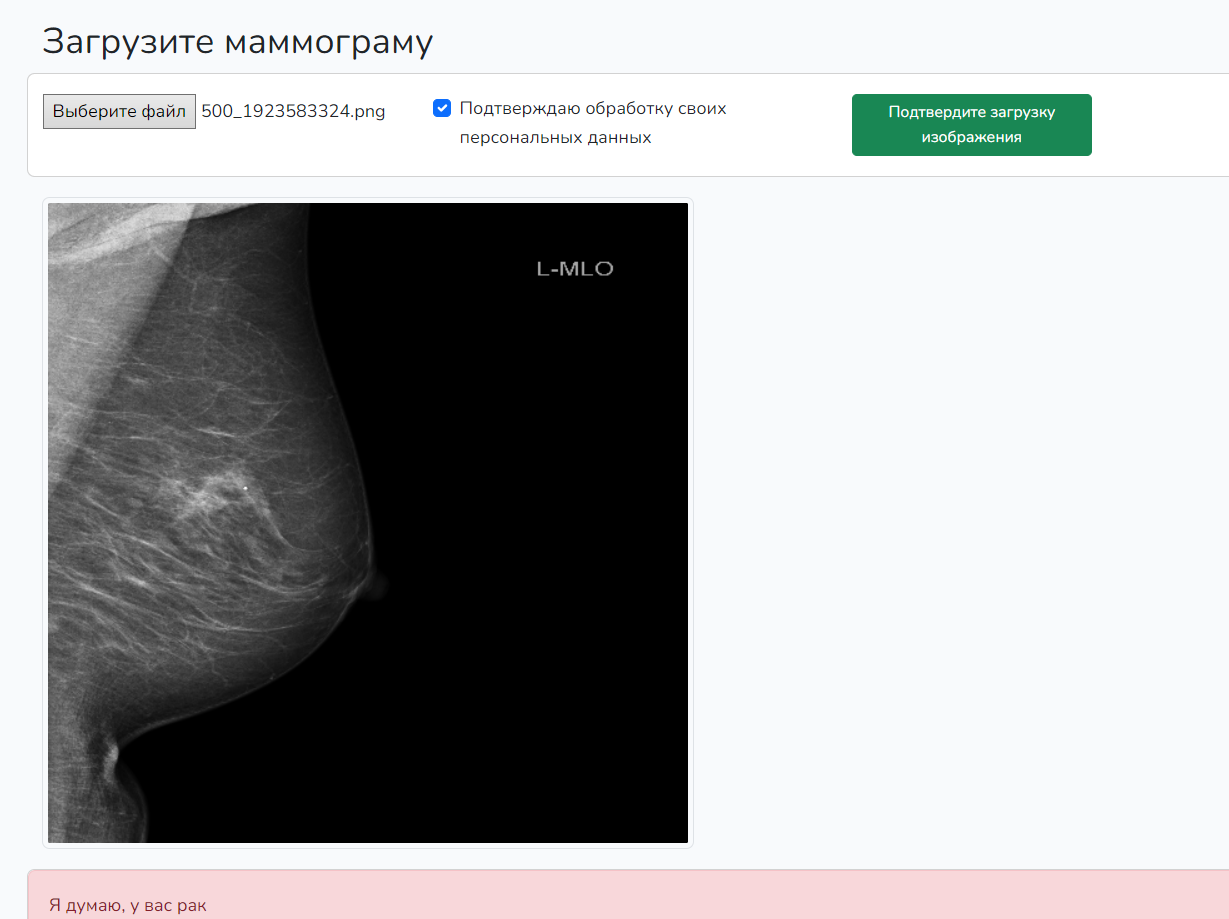 Загрузите маммограму
Выберите файл 500_1923583324.png
Подтверждаю обработку своих
персональных данных
Подтвердите загрузку
изображения
L-MLO
Я думаю, у вас рак